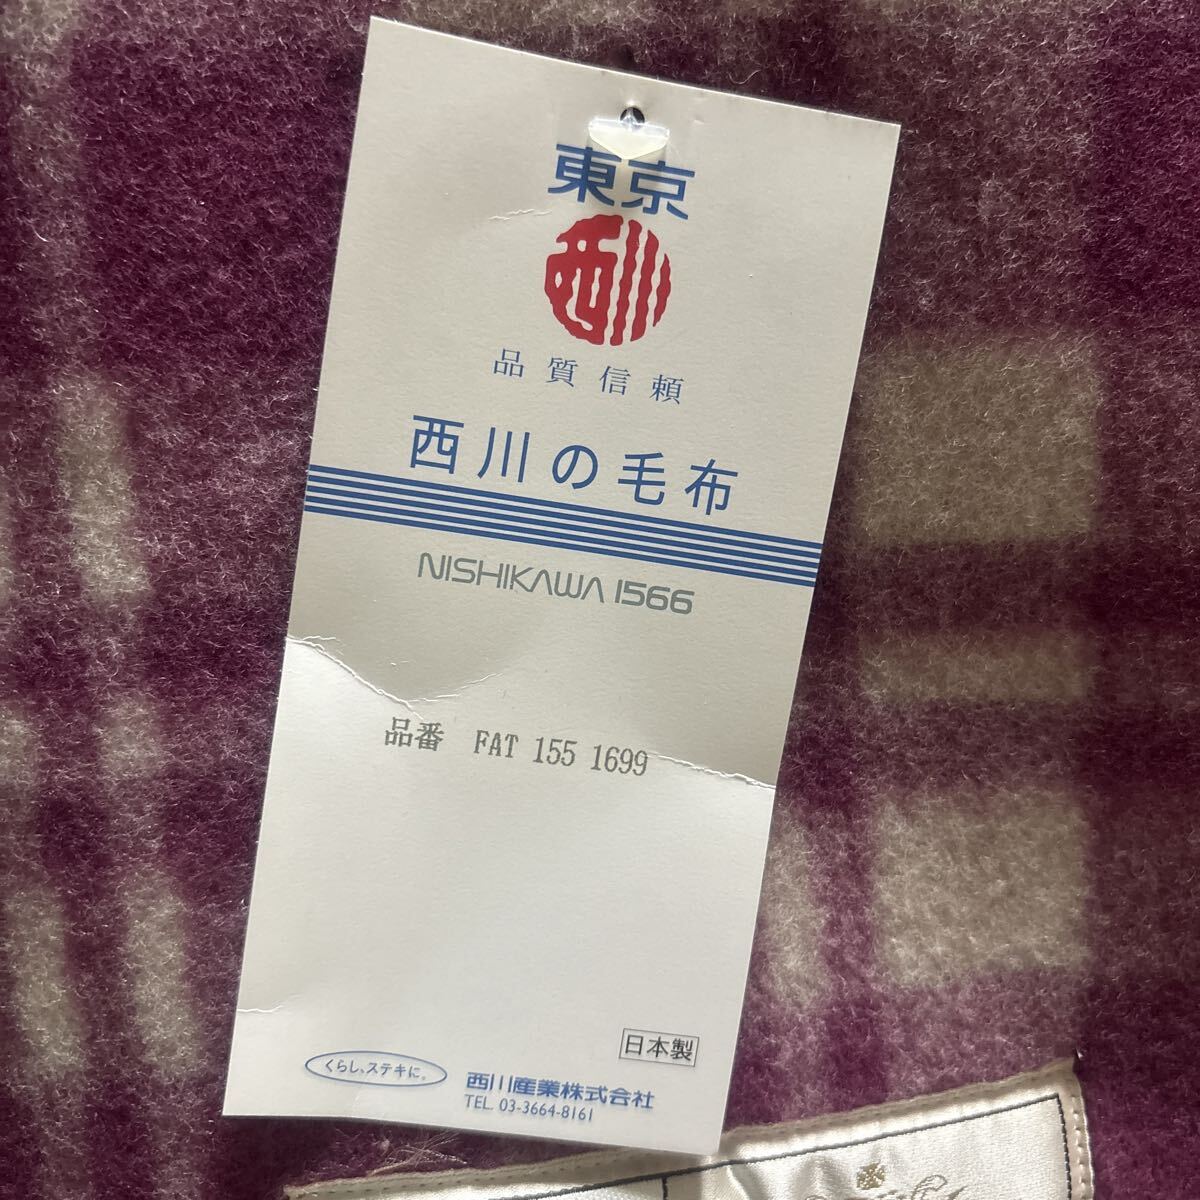 東京
西川
品質信頼
西川の毛布
NISHIKAWA 1566
品番 FAT 155 1699
日本製
くらし、ステキに。
西川産業株式会社
TEL. 03-3664-8161